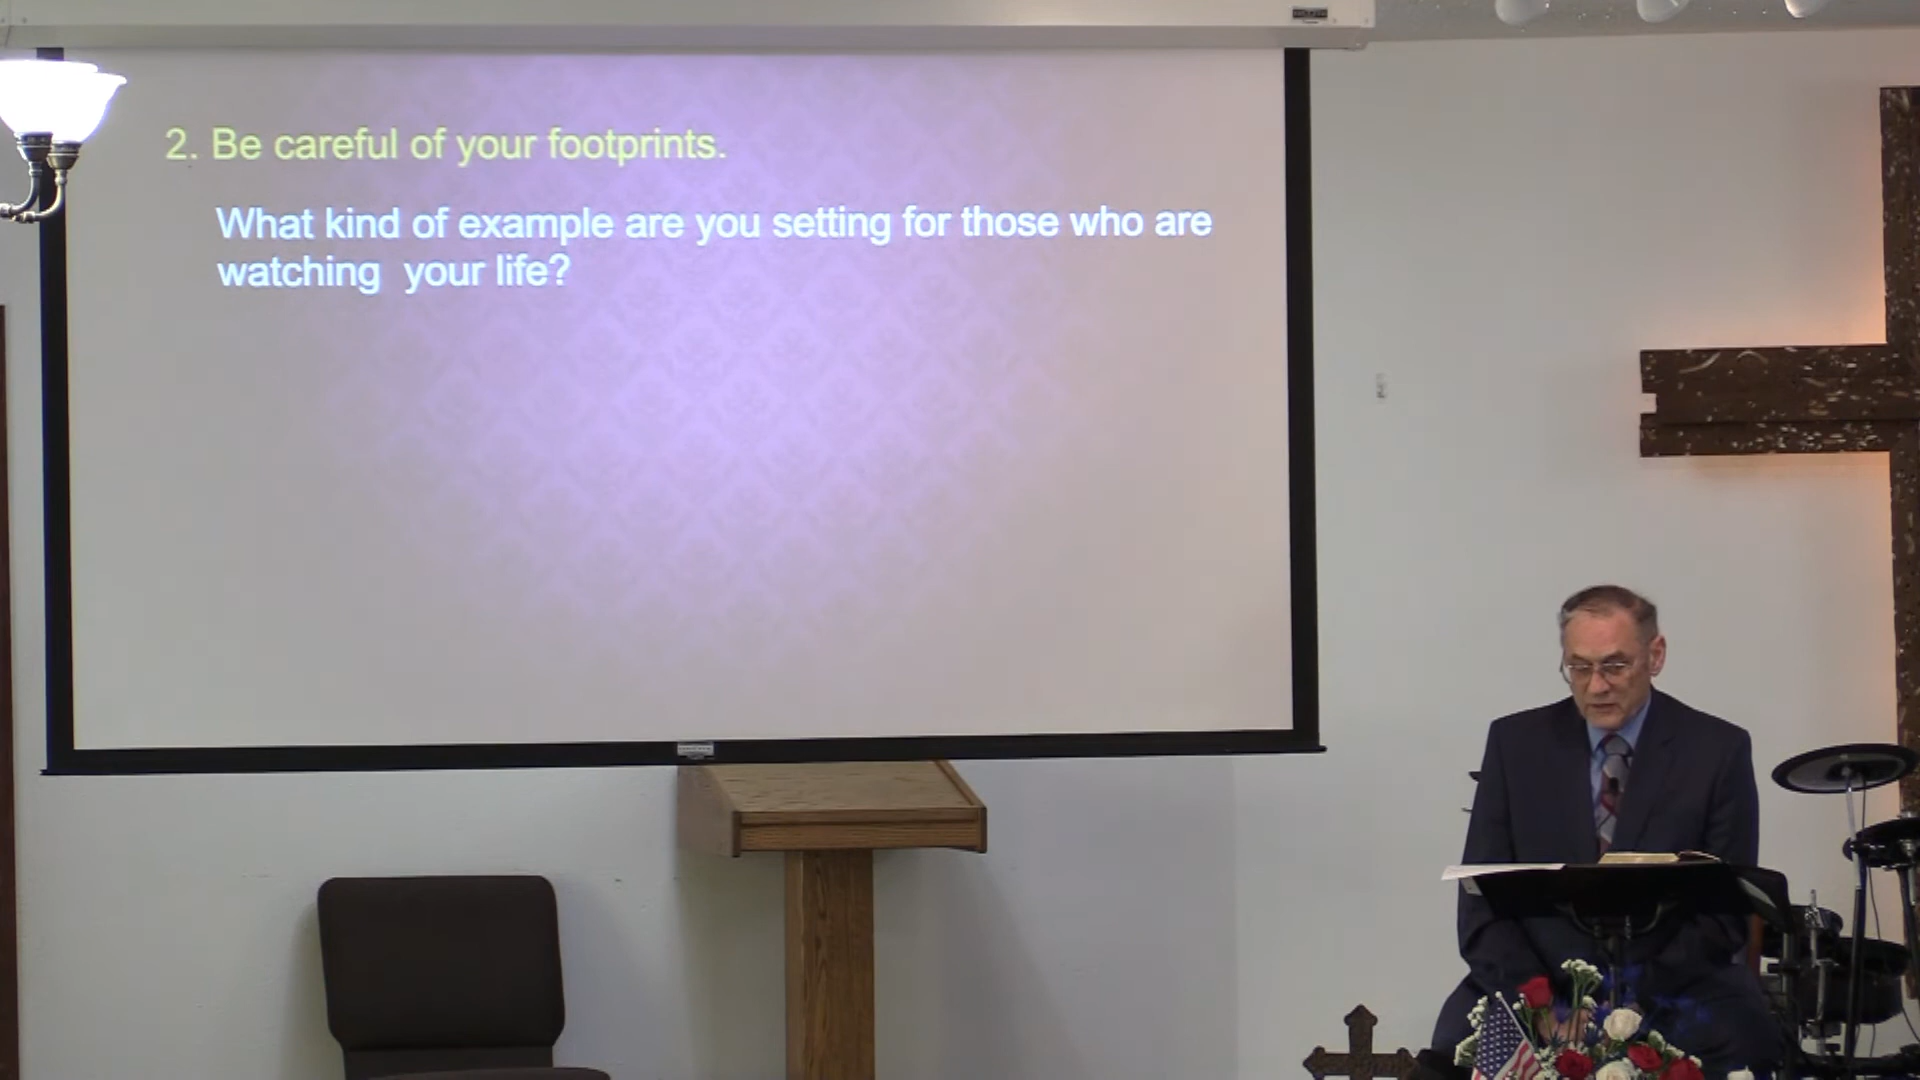 2. Be careful of your footprints.
What kind of example are you setting for those who are
watching  your life?